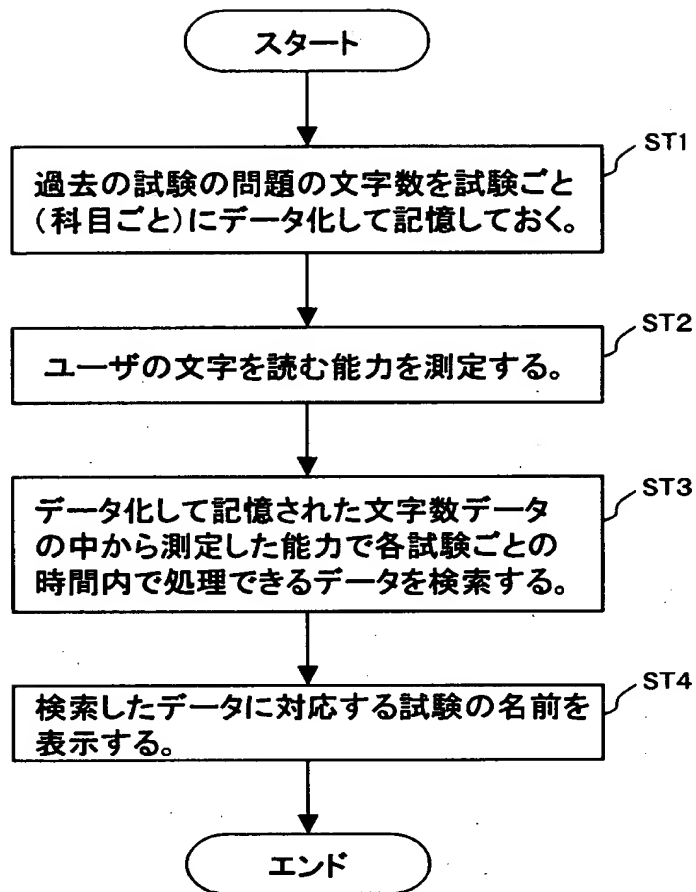 スタート
ST1
過去の試験の問題の文字数を試験ごと
(科目ごと)にデータ化して記憶しておく。
ST2
ユーザの文字を読む能力を測定する。
ST3
データ化して記憶された文字数データ
の中から測定した能力で各試験ごとの
時間内で処理できるデータを検索する。
ST4
検索したデータに対応する試験の名前を
表示する。
エンド